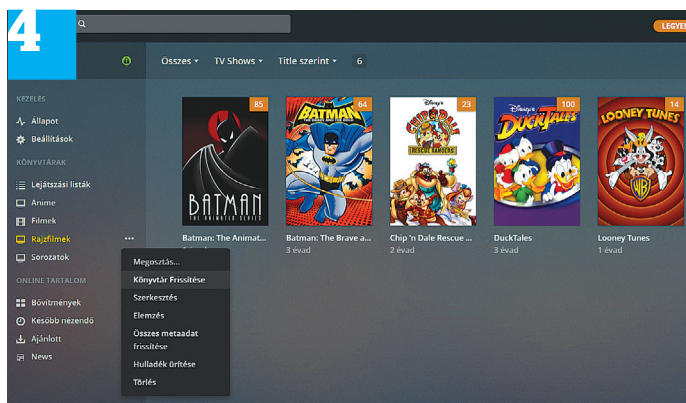 4
LEGYE
Összes TV Shows Title szerint 6
KEZELÉS
Állapot
Beállítások
KÖNYVTÁRAK
Lejátszási listák
Anime
Filmek
Rajzfilmek
Sorozatok
ONLINE TARTALOM
Bővítmények
Később nézendő
Ajánlott
News
Megosztás...
Könyvtár Frissítése
Szerkesztés
Elemzés
Összes metaadat
frissítése
Hulladék ürítése
Törlés
85
BATMAN
THE ANIMATED SERIES
Batman: The Animat...
64
BATMAN
Batman: The Brave a...
3 évad
23
Disney's
CHIP 'N DALE
RESCUE RANGERS
Chip 'n Dale Rescue ...
2 évad
100
Disney's
DUCKTALES
DuckTales
3 évad
14
LOONEY TUNES
WB
Looney Tunes
1 évad